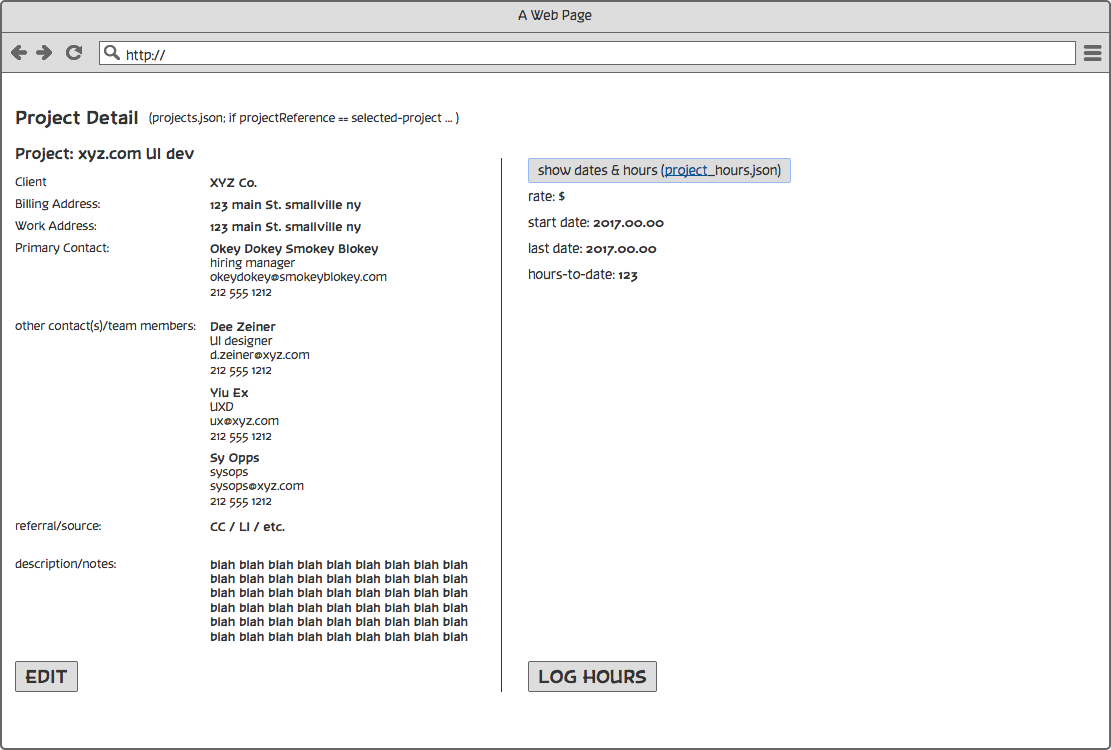 A Web Page
http://
Project Detail (projects.json; if projectReference == selected-project ... )
Project: xyz.com UI dev
Client XYZ Co.
Billing Address: 123 main St. smallville ny
Work Address: 123 main St. smallville ny
Primary Contact: Okey Dokey Smokey Blokey
hiring manager
okeydokey@smokeyblokey.com
212 555 1212
other contact(s)/team members: Dee Zeiner
UI designer
d.zeiner@xyz.com
212 555 1212
Yiu Ex
UXD
ux@xyz.com
212 555 1212
Sy Opps
sysops
sysops@xyz.com
212 555 1212
referral/source: CC / LI / etc.
description/notes: blah blah blah blah blah blah blah blah blah
blah blah blah blah blah blah blah blah blah
blah blah blah blah blah blah blah blah blah
blah blah blah blah blah blah blah blah blah
blah blah blah blah blah blah blah blah blah
blah blah blah blah blah blah blah blah blah
EDIT
show dates & hours (project_hours.json)
rate: $
start date: 2017.00.00
last date: 2017.00.00
hours-to-date: 123
LOG HOURS